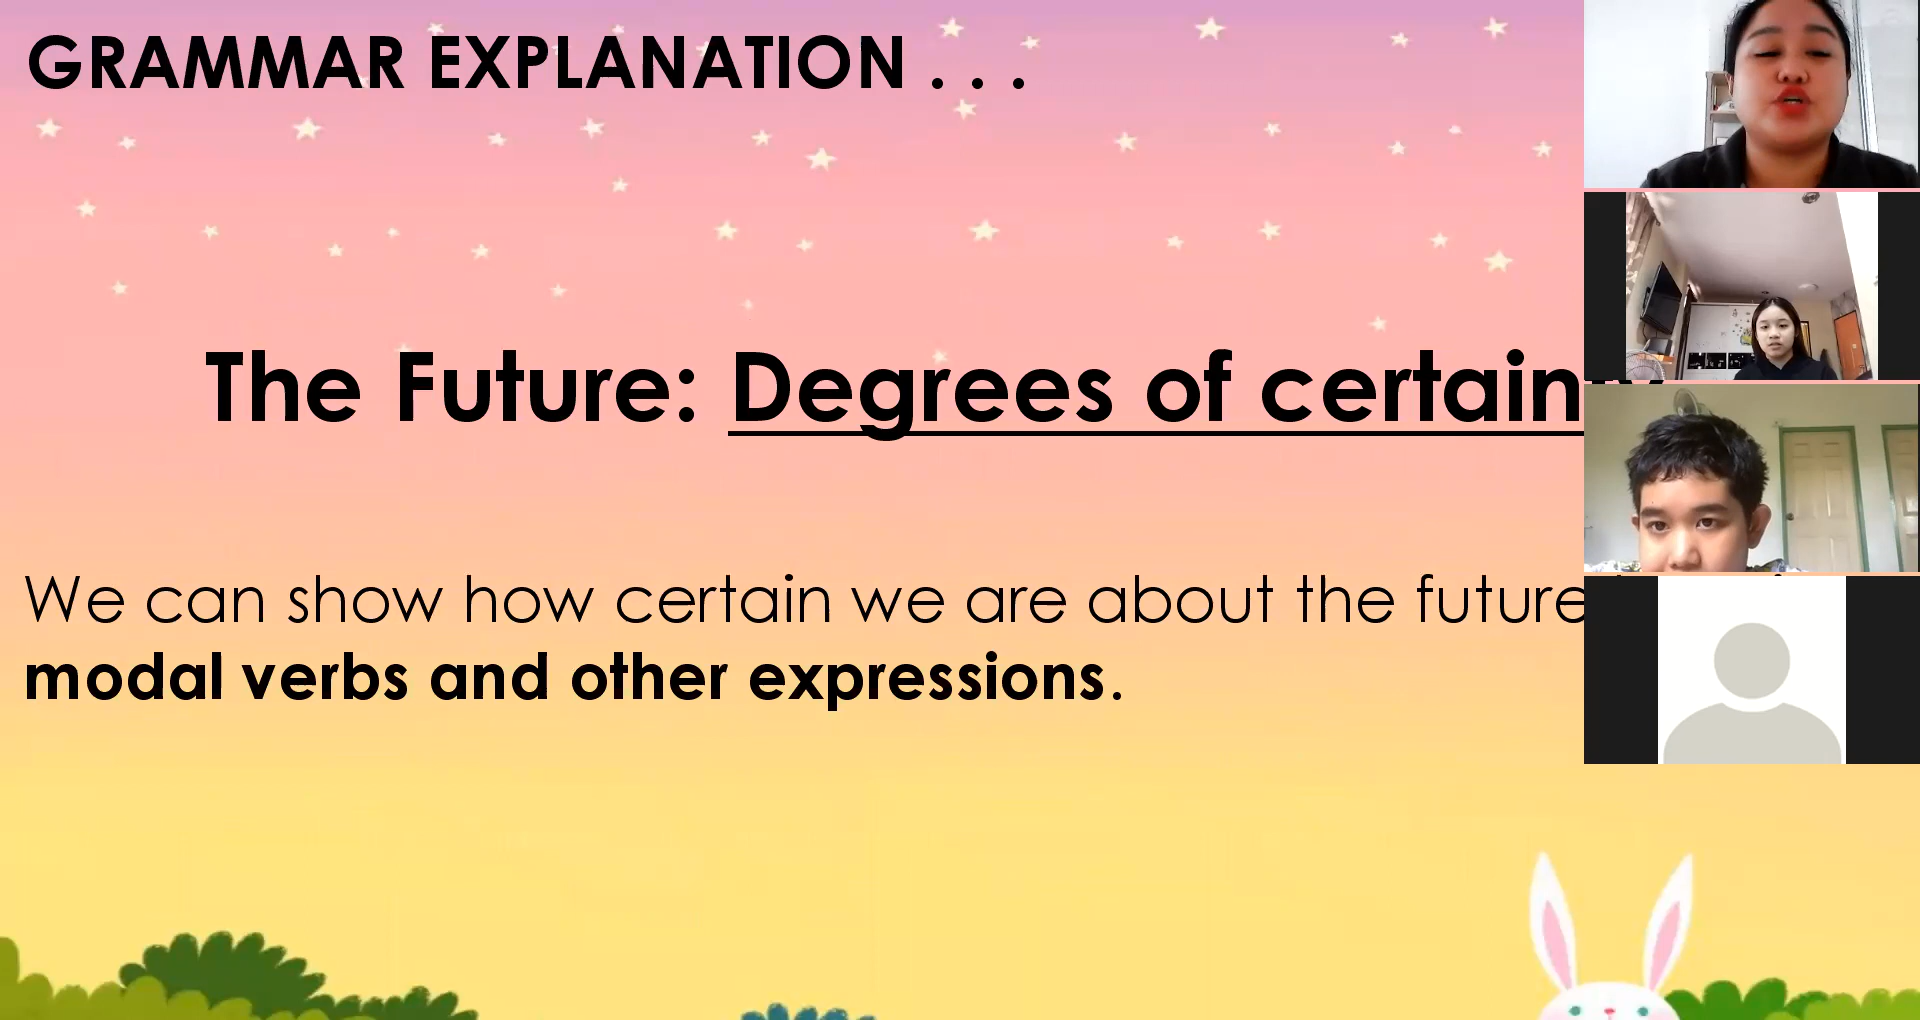 GRAMMAR EXPLANATION . . .
The Future: Degrees of certain
We can show how certain we are about the future
modal verbs and other expressions.